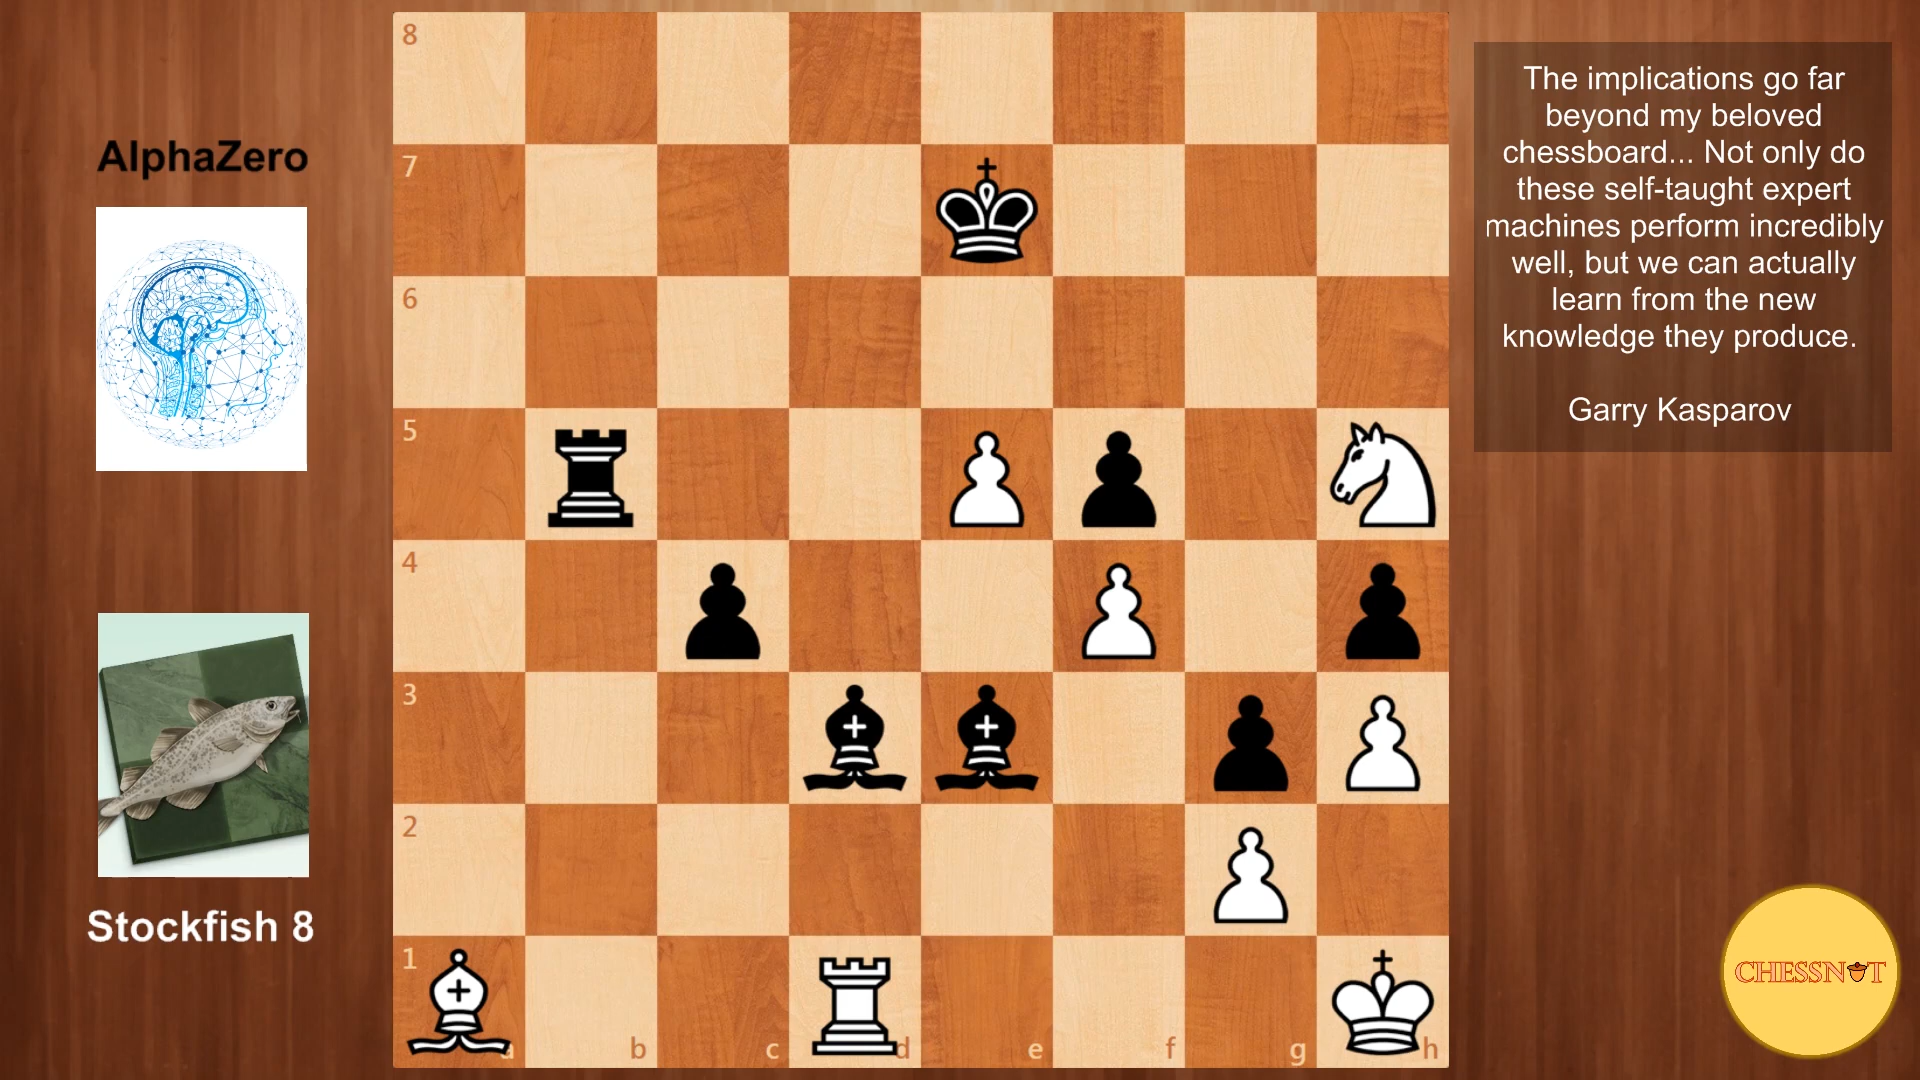 AlphaZero
Stockfish 8
8
7
6
5
4
3
2
1
a
b
c
d
e
f
g
h
The implications go far
beyond my beloved
chessboard... Not only do
these self-taught expert
machines perform incredibly
well, but we can actually
learn from the new
knowledge they produce.
Garry Kasparov
CHESSNUT